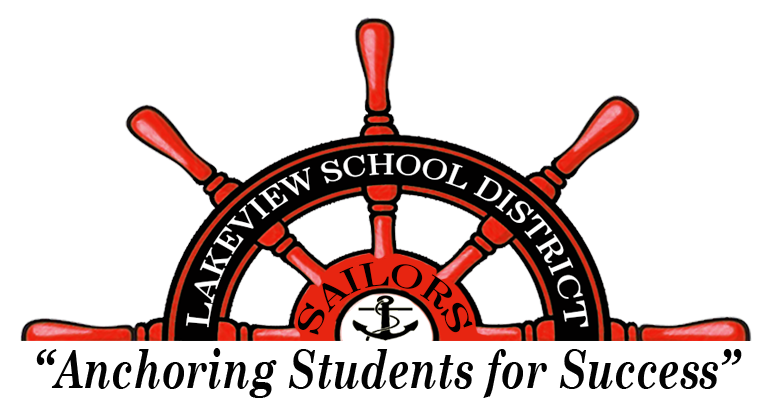 LAKEVIEW SCHOOL DISTRICT
SAILORS
“Anchoring Students for Success”